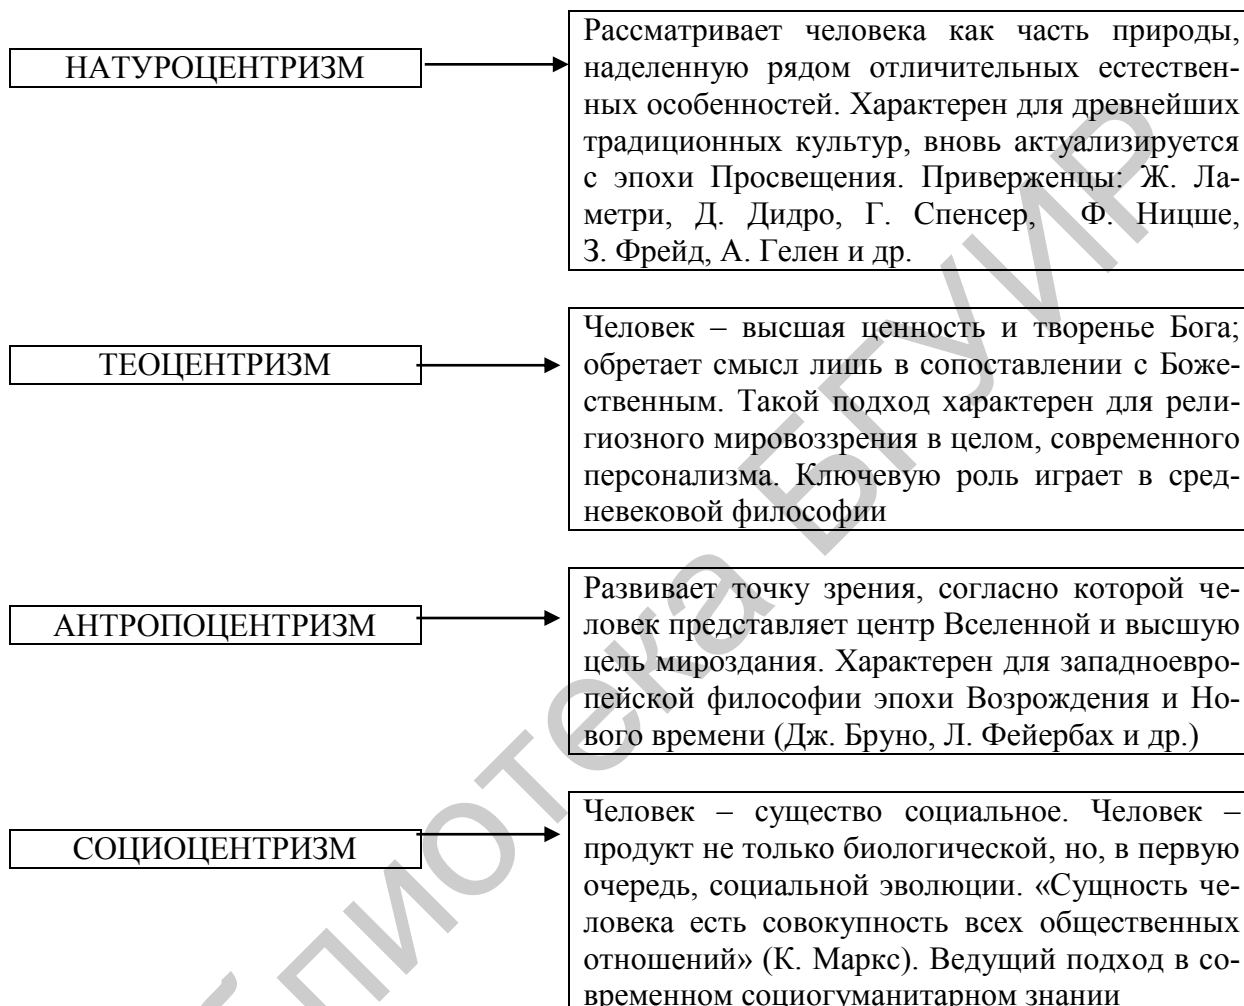 НАТУРОЦЕНТРИЗМ
Рассматривает человека как часть природы,
наделенную рядом отличительных естествен-
ных особенностей. Характерен для древнейших
традиционных культур, вновь актуализируется
с эпохи Просвещения. Приверженцы: Ж. Ла-
метри, Д. Дидро, Г. Спенсер, Ф. Ницше,
З. Фрейд, А. Гелен и др.
ТЕОЦЕНТРИЗМ
Человек – высшая ценность и творенье Бога;
обретает смысл лишь в сопоставлении с Боже-
ственным. Такой подход характерен для рели-
гиозного мировоззрения в целом, современного
персонализма. Ключевую роль играет в сред-
невековой философии
АНТРОПОЦЕНТРИЗМ
Развивает точку зрения, согласно которой че-
ловек представляет центр Вселенной и высшую
цель мироздания. Характерен для западноевро-
пейской философии эпохи Возрождения и Но-
вого времени (Дж. Бруно, Л. Фейербах и др.)
СОЦИОЦЕНТРИЗМ
Человек – существо социальное. Человек –
продукт не только биологической, но, в первую
очередь, социальной эволюции. «Сущность че-
ловека есть совокупность всех общественных
отношений» (К. Маркс). Ведущий подход в со-
временном социогуманитарном знании
блиотека БГУИР